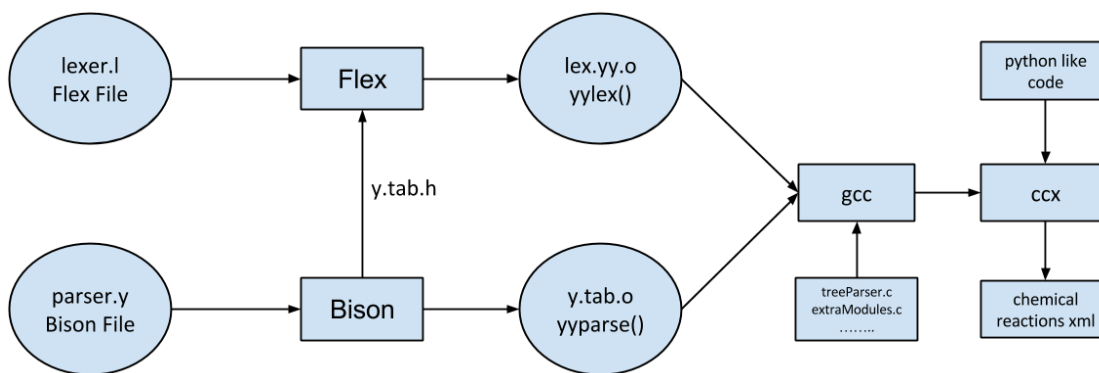 lexer.l
Flex File
Flex
lex.yy.o
yylex()
python like
code
y.tab.h
gcc
ccx
parser.y
Bison File
Bison
y.tab.o
yyparse()
treeParser.c
extraModules.c
……..
chemical
reactions xml